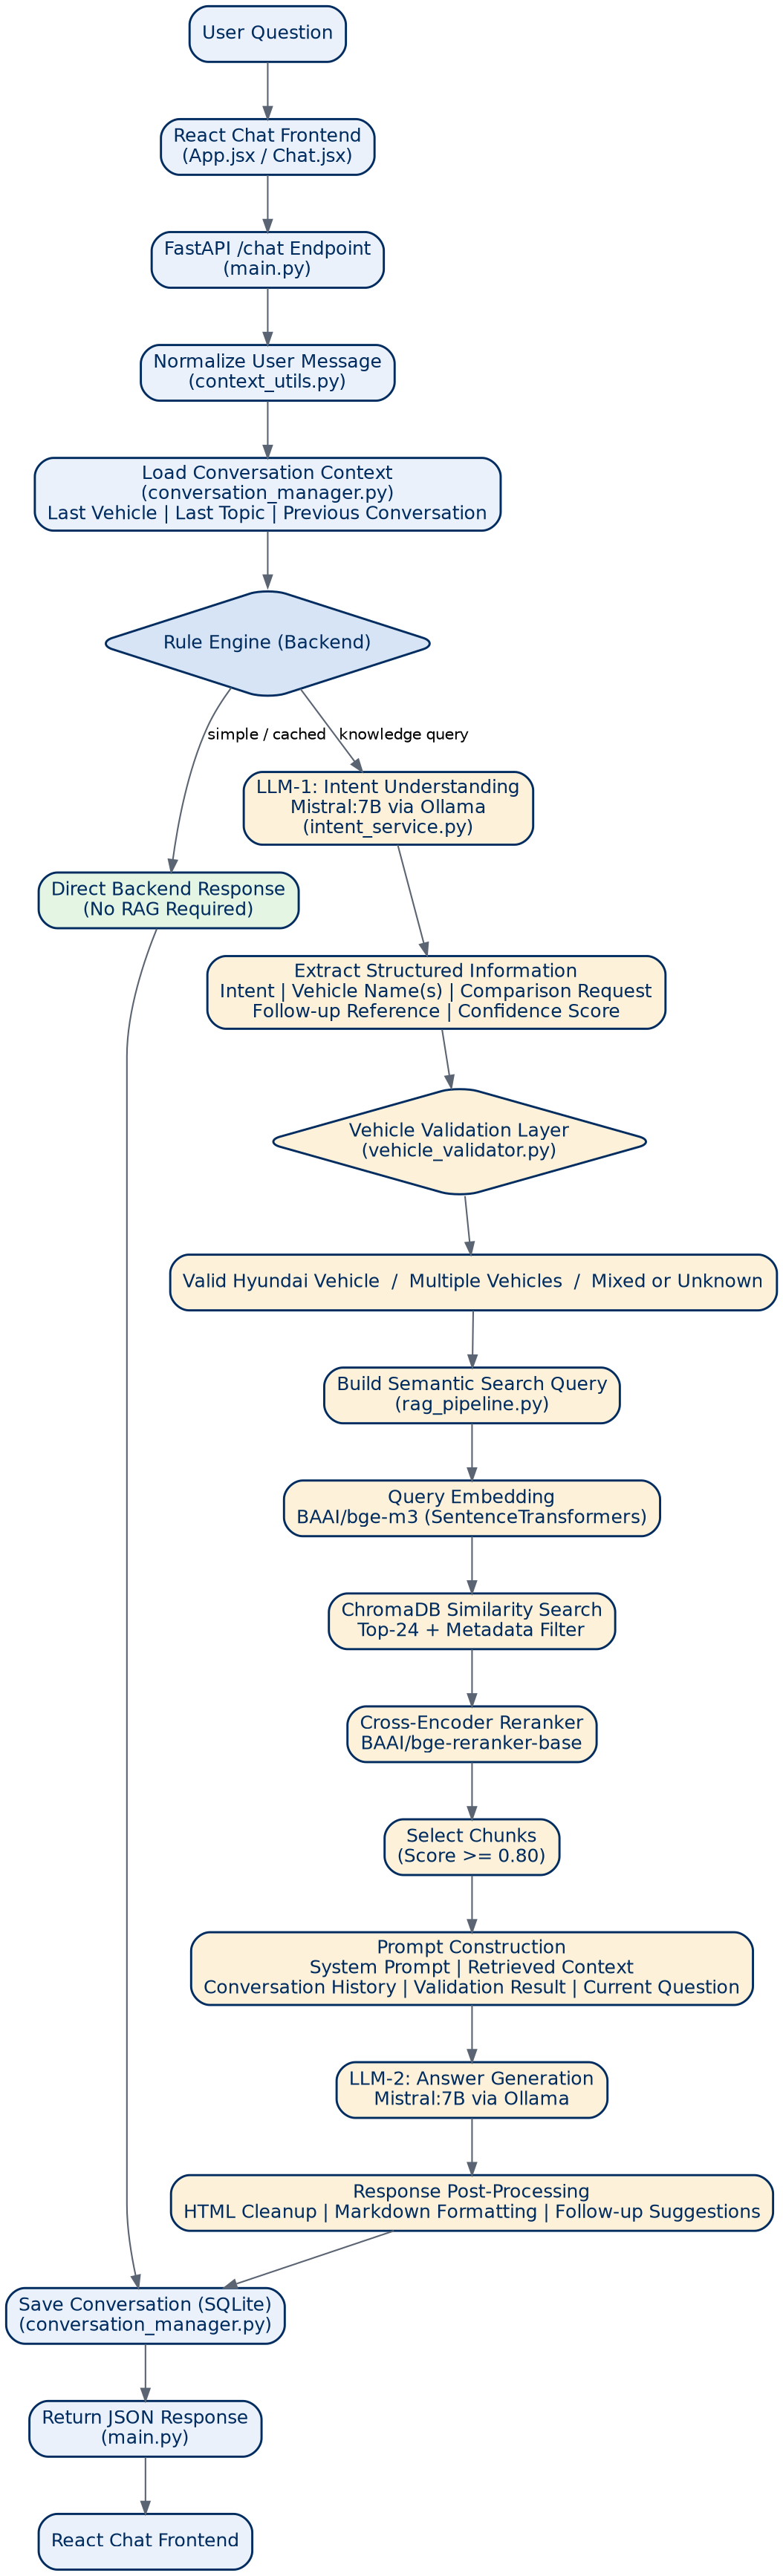 User Question
React Chat Frontend
(App.jsx / Chat.jsx)
FastAPI /chat Endpoint
(main.py)
Normalize User Message
(context_utils.py)
Load Conversation Context
(conversation_manager.py)
Last Vehicle | Last Topic | Previous Conversation
Rule Engine (Backend)
simple / cached
knowledge query
LLM-1: Intent Understanding
Mistral:7B via Ollama
(intent_service.py)
Direct Backend Response
(No RAG Required)
Extract Structured Information
Intent | Vehicle Name(s) | Comparison Request
Follow-up Reference | Confidence Score
Vehicle Validation Layer
(vehicle_validator.py)
Valid Hyundai Vehicle / Multiple Vehicles / Mixed or Unknown
Build Semantic Search Query
(rag_pipeline.py)
Query Embedding
BAAI/bge-m3 (SentenceTransformers)
ChromaDB Similarity Search
Top-24 + Metadata Filter
Cross-Encoder Reranker
BAAI/bge-reranker-base
Select Chunks
(Score >= 0.80)
Prompt Construction
System Prompt | Retrieved Context
Conversation History | Validation Result | Current Question
LLM-2: Answer Generation
Mistral:7B via Ollama
Response Post-Processing
HTML Cleanup | Markdown Formatting | Follow-up Suggestions
Save Conversation (SQLite)
(conversation_manager.py)
Return JSON Response
(main.py)
React Chat Frontend